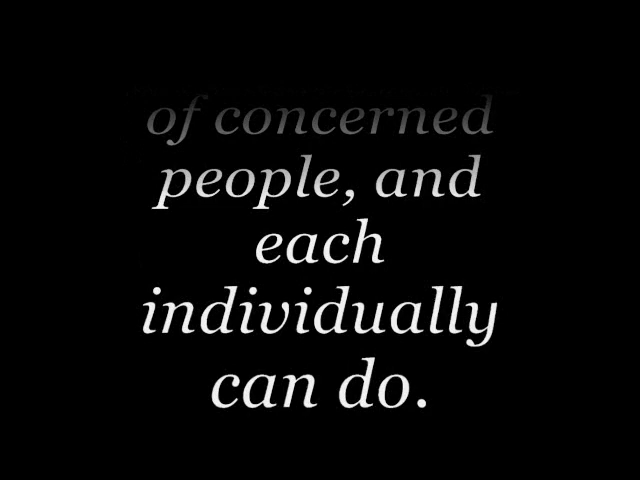 of concerned
people, and
each
individually
can do.